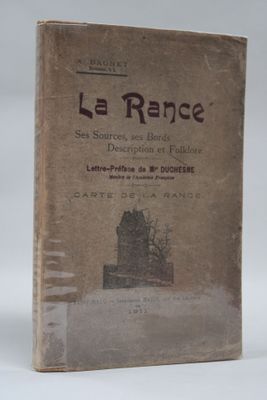 A. DAGNET
La Rance
Ses Sources, ses Bords
Description et Folklore
Lettre-Préface de Mgr DUCHESNE
Membre de l'Académie Française
CARTE DE LA RANCE
1911